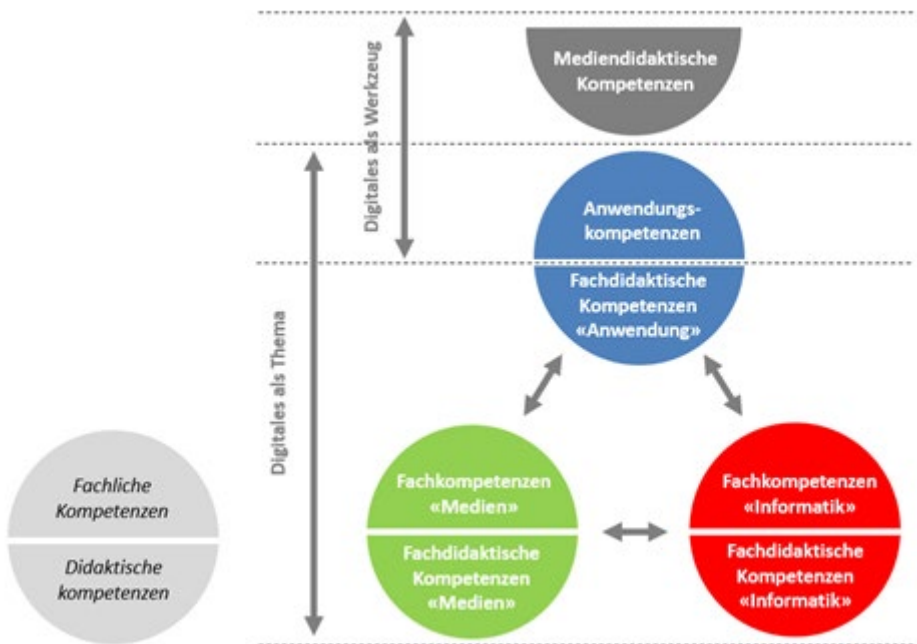 Digitales als Werkzeug
Mediendidaktische
Kompetenzen
Digitales als Thema
Anwendungs-
kompetenzen
Fachdidaktische
Kompetenzen
«Anwendung»
Fachliche
Kompetenzen
Didaktische
kompetenzen
Fachkompetenzen
«Medien»
Fachdidaktische
Kompetenzen
«Medien»
Fachkompetenzen
«Informatik»
Fachdidaktische
Kompetenzen
«Informatik»